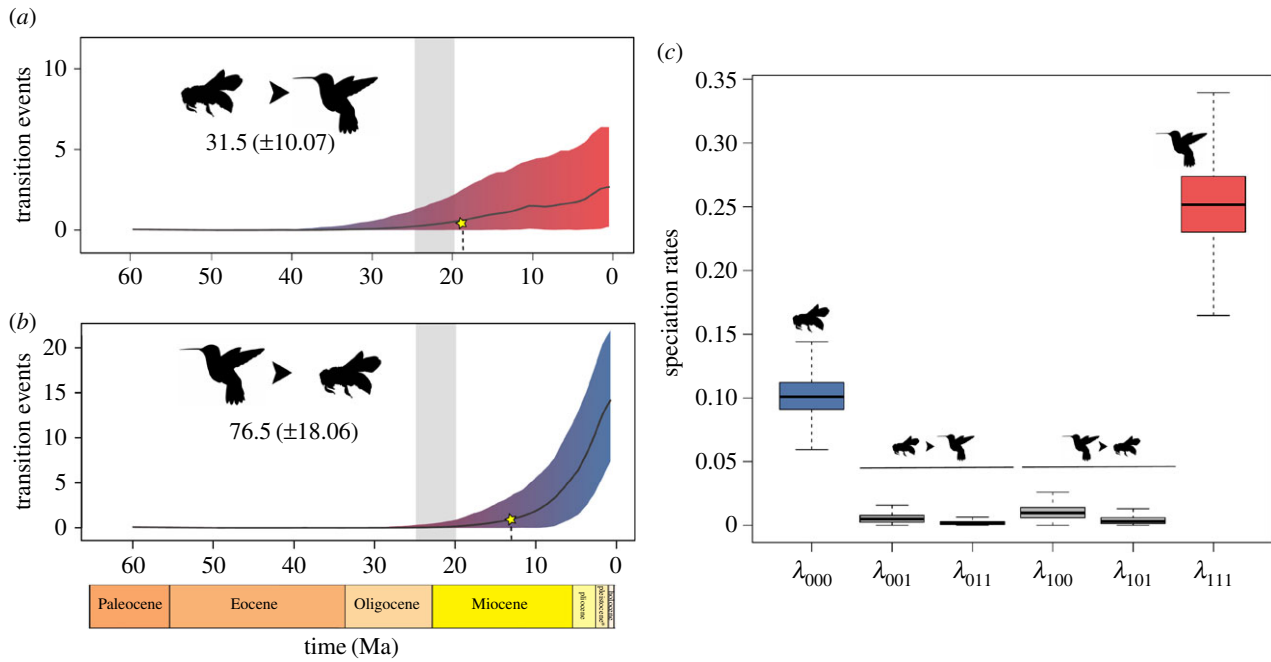 (a)
transition events
10
5
0
31.5 (±10.07)
60 50 40 30 20 10 0
(b)
transition events
20
15
10
5
0
76.5 (±18.06)
60 50 40 30 20 10 0
Paleocene Eocene Oligocene Miocene pliocene
time (Ma)
(c)
speciation rates
0.35
0.30
0.25
0.20
0.15
0.10
0.05
0
λ000 λ001 λ011 λ100 λ101 λ111